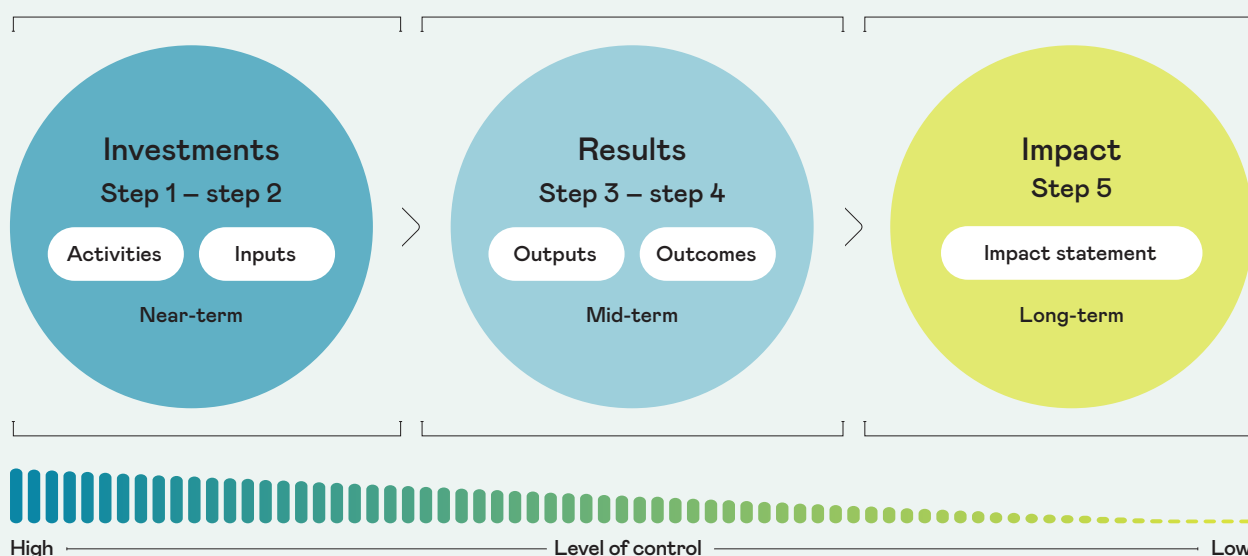 Investments
Step 1 – step 2
Activities
Inputs
Near-term
Results
Step 3 – step 4
Outputs
Outcomes
Mid-term
Impact
Step 5
Impact statement
Long-term
High
Level of control
Low